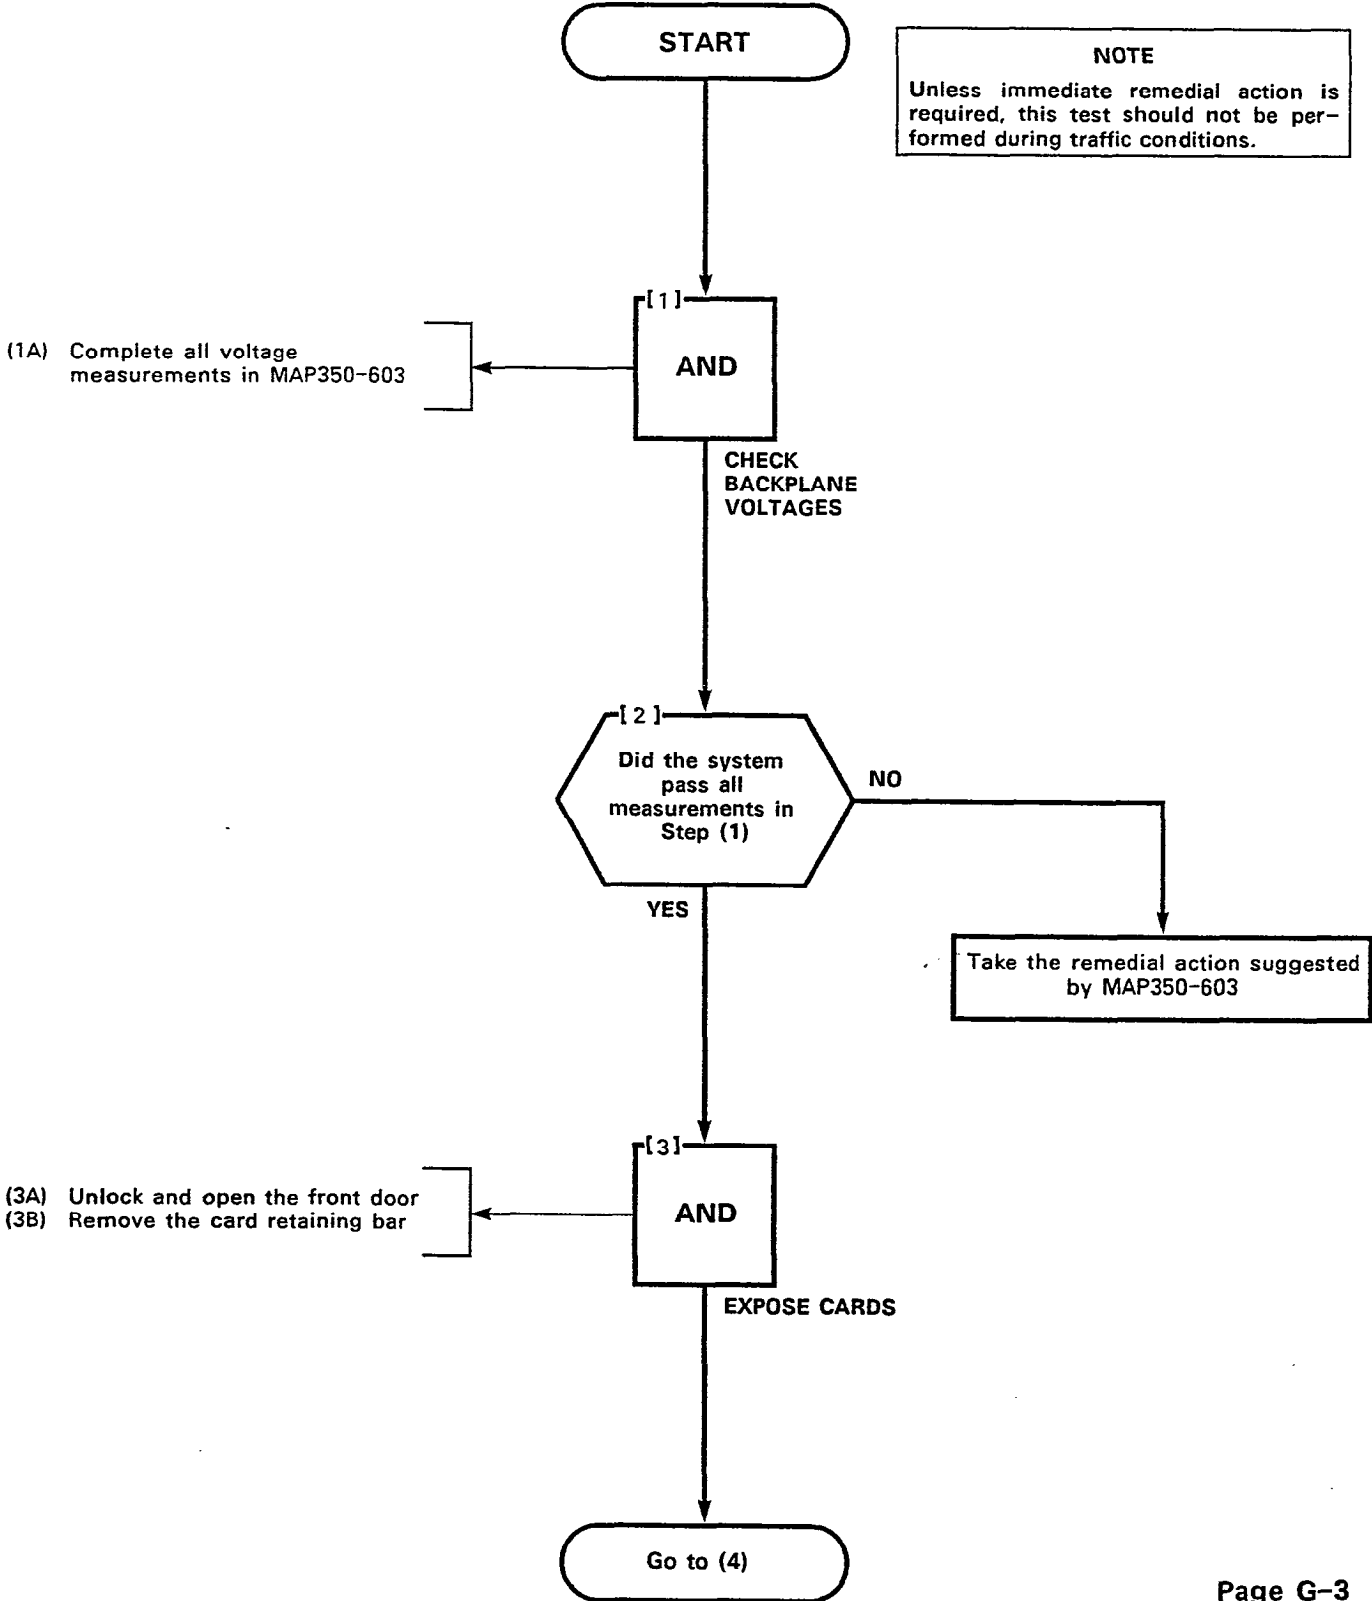 START
NOTE
Unless immediate remedial action is
required, this test should not be per-
formed during traffic conditions.
[1]
AND
(1A) Complete all voltage
measurements in MAP350-603
CHECK
BACKPLANE
VOLTAGES
[2]
Did the system
pass all
measurements in
Step (1)
NO
YES
Take the remedial action suggested
by MAP350-603
[3]
AND
(3A) Unlock and open the front door
(3B) Remove the card retaining bar
EXPOSE CARDS
Go to (4)
Page G-3